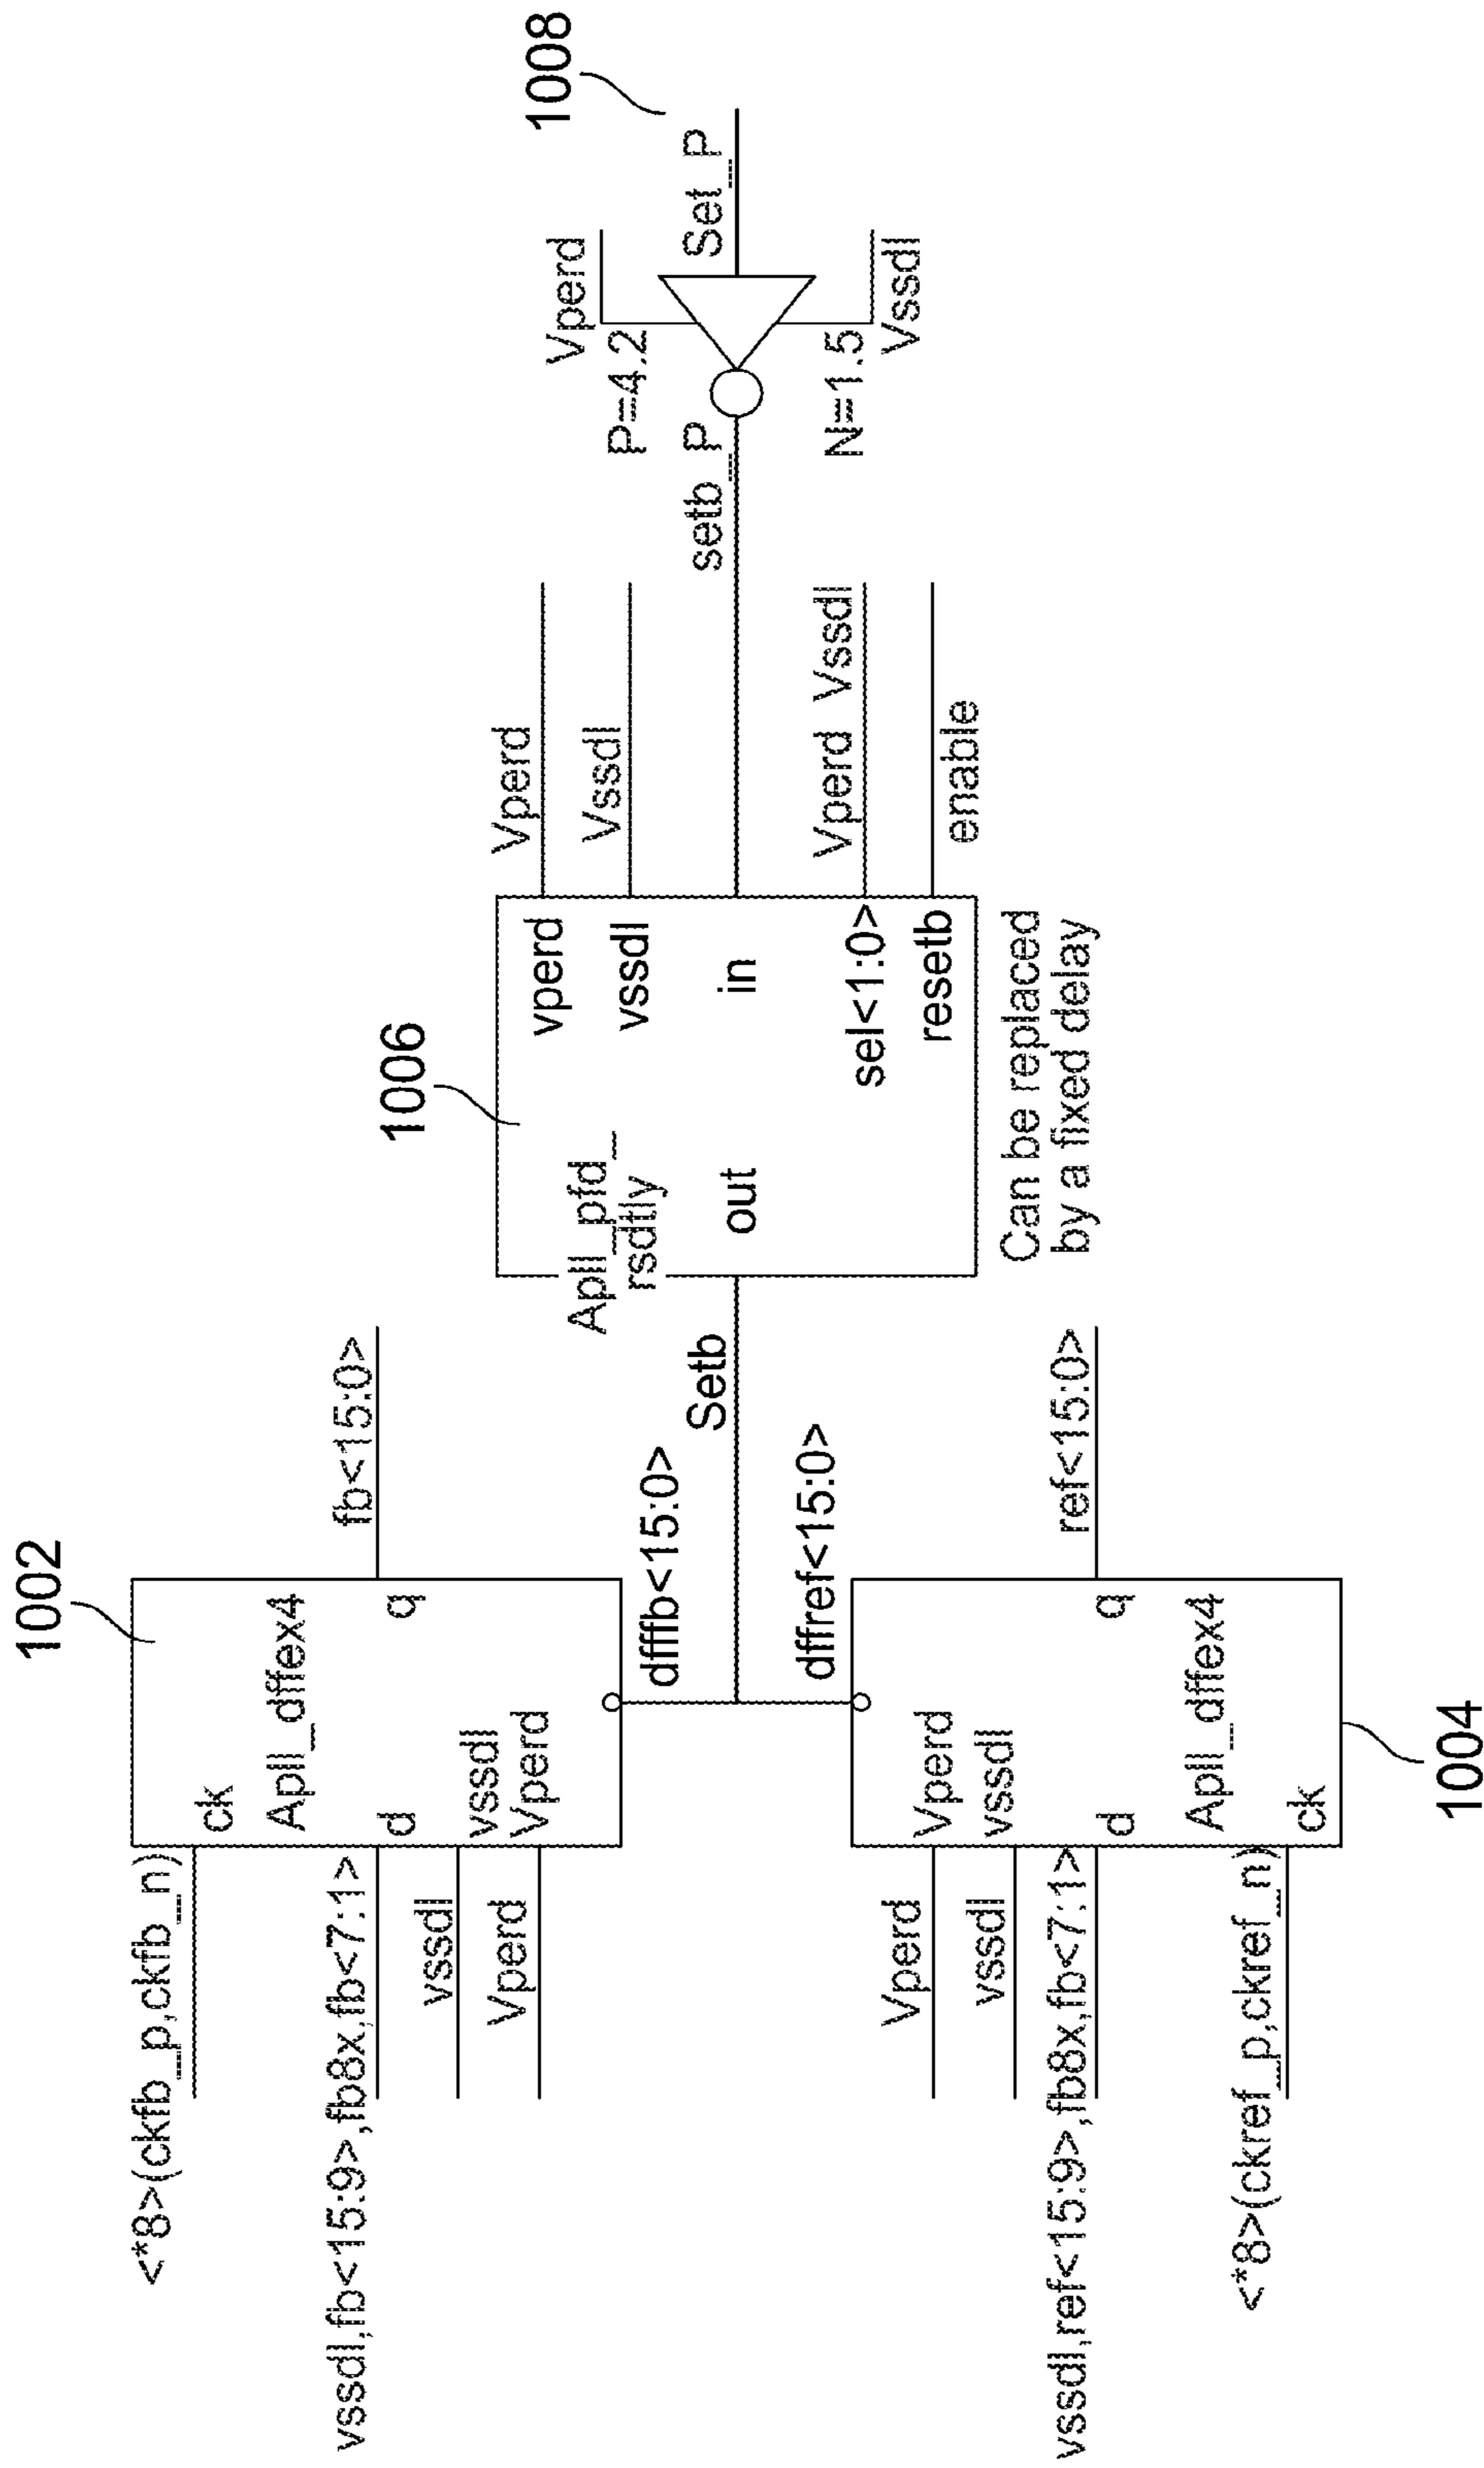 1002
<*8>(ckfb_p,ckfb_n)
ck
Apll_dffex4
vssdl,fb<15:9>,fb8x,fb<7:1>
d
q
fb<15:0>
vssdl
vssdl
Vperd
Vperd
dfffb<15:0>
Setb
dffref<15:0>
Vperd
Vperd
vssdl
vssdl
vssdl,ref<15:9>,fb8x,fb<7:1>
d
q
ref<15:0>
Apll_dffex4
<*8>(ckref_p,ckref_n)
ck
1004
1006
Apll_pfd_
rsdtly
out
vperd
vssdl
in
sel<1:0>
resetb
Can be replaced
by a fixed delay
Vperd
Vssdl
setb_P
Vperd Vssdl
enable
1008
Vperd
P=4.2
Set_P
N=1.5
Vssdl